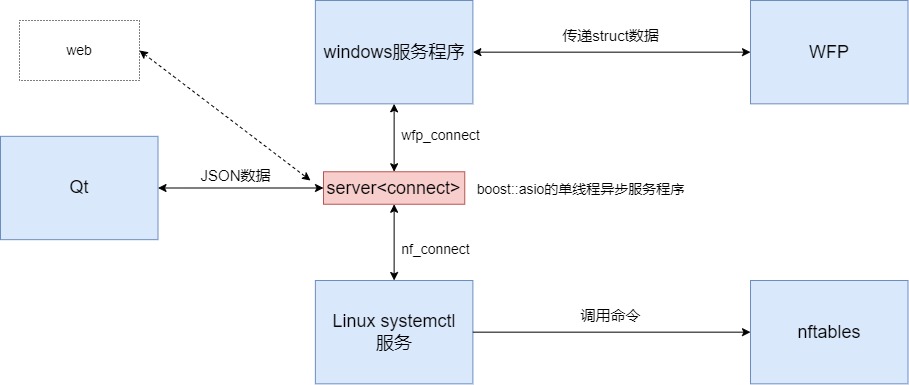 web
windows服务程序
传递struct数据
WFP
wfp_connect
Qt
JSON数据
server<connect>
boost::asio的单线程异步服务程序
nf_connect
Linux systemctl
服务
调用命令
nftables